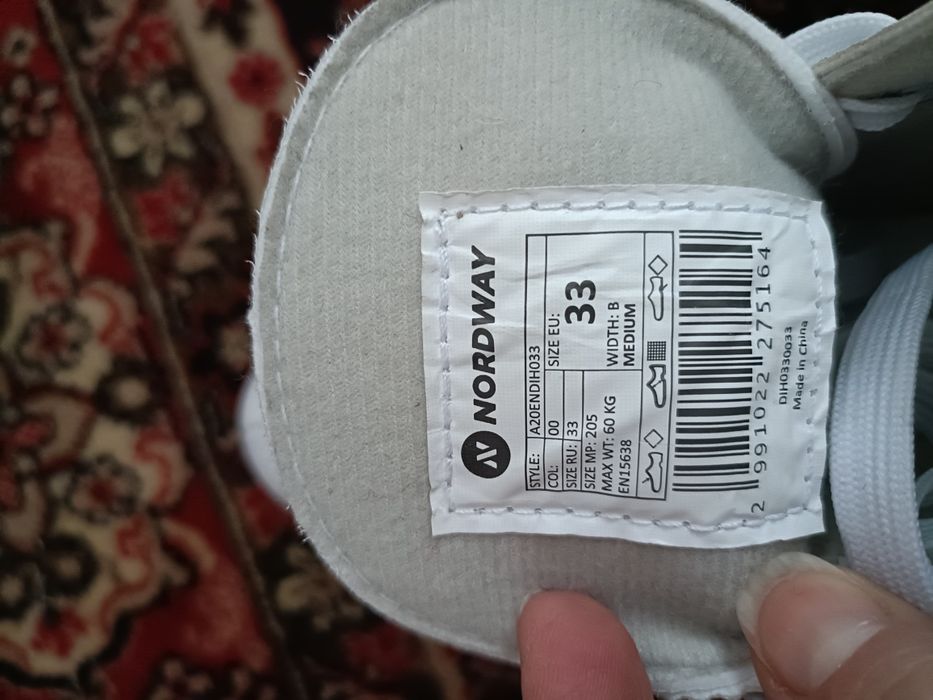 NORDWAY
STYLE: A20ENDIH033
COL: 00
SIZE RU: 33
SIZE MP: 205
MAX WT: 60 KG
EN15638
SIZE EU:
33
WIDTH: B
MEDIUM
2 991022 275164
DIH0330033
Made in China